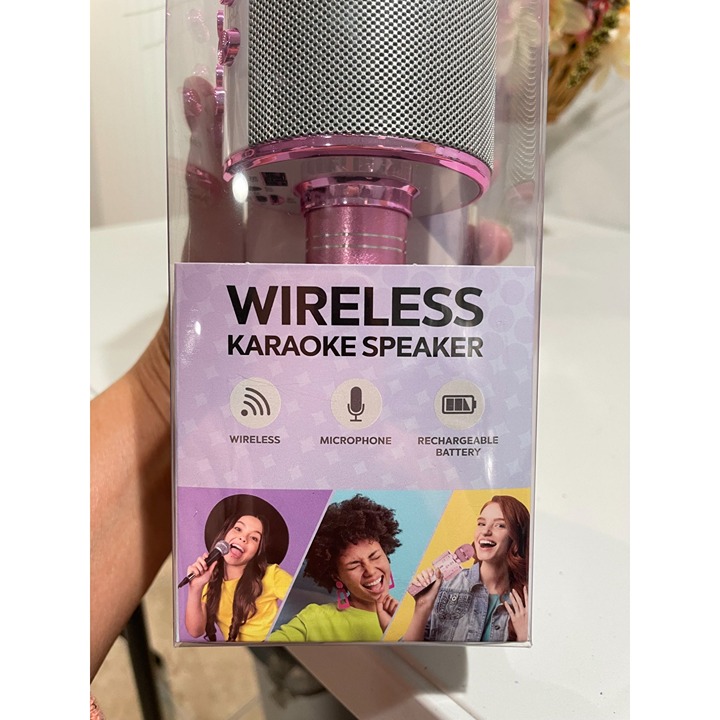 WIRELESS
KARAOKE SPEAKER
WIRELESS
MICROPHONE
RECHARGEABLE
BATTERY